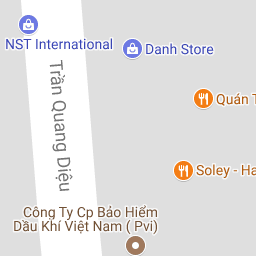 NST International
Danh Store
Trần Quang Diệu
Quán
Soley - Ha
Công Ty Cp Bảo Hiểm
Dầu Khí Việt Nam ( Pvi)